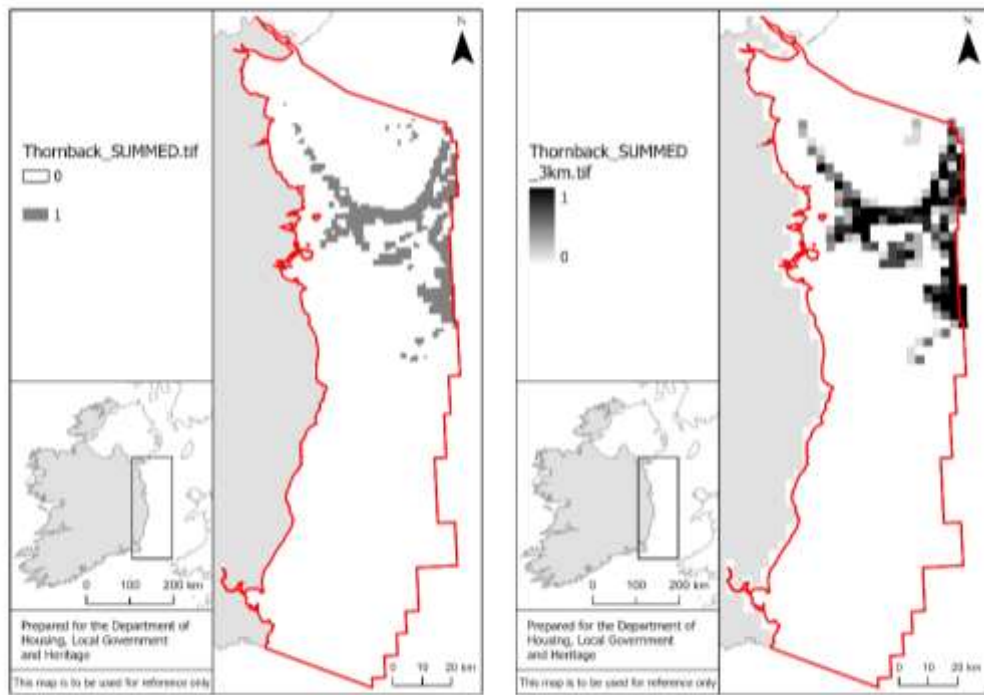 N
Thornback_SUMMED.tif
0
1
0 100 200 km
Prepared for the Department of
Housing, Local Government
and Heritage
This map is to be used for reference only
0 10 20 km
N
Thornback_SUMMED
_3km.tif
1
0
0 100 200 km
Prepared for the Department of
Housing, Local Government
and Heritage
This map is to be used for reference only
0 10 20 km